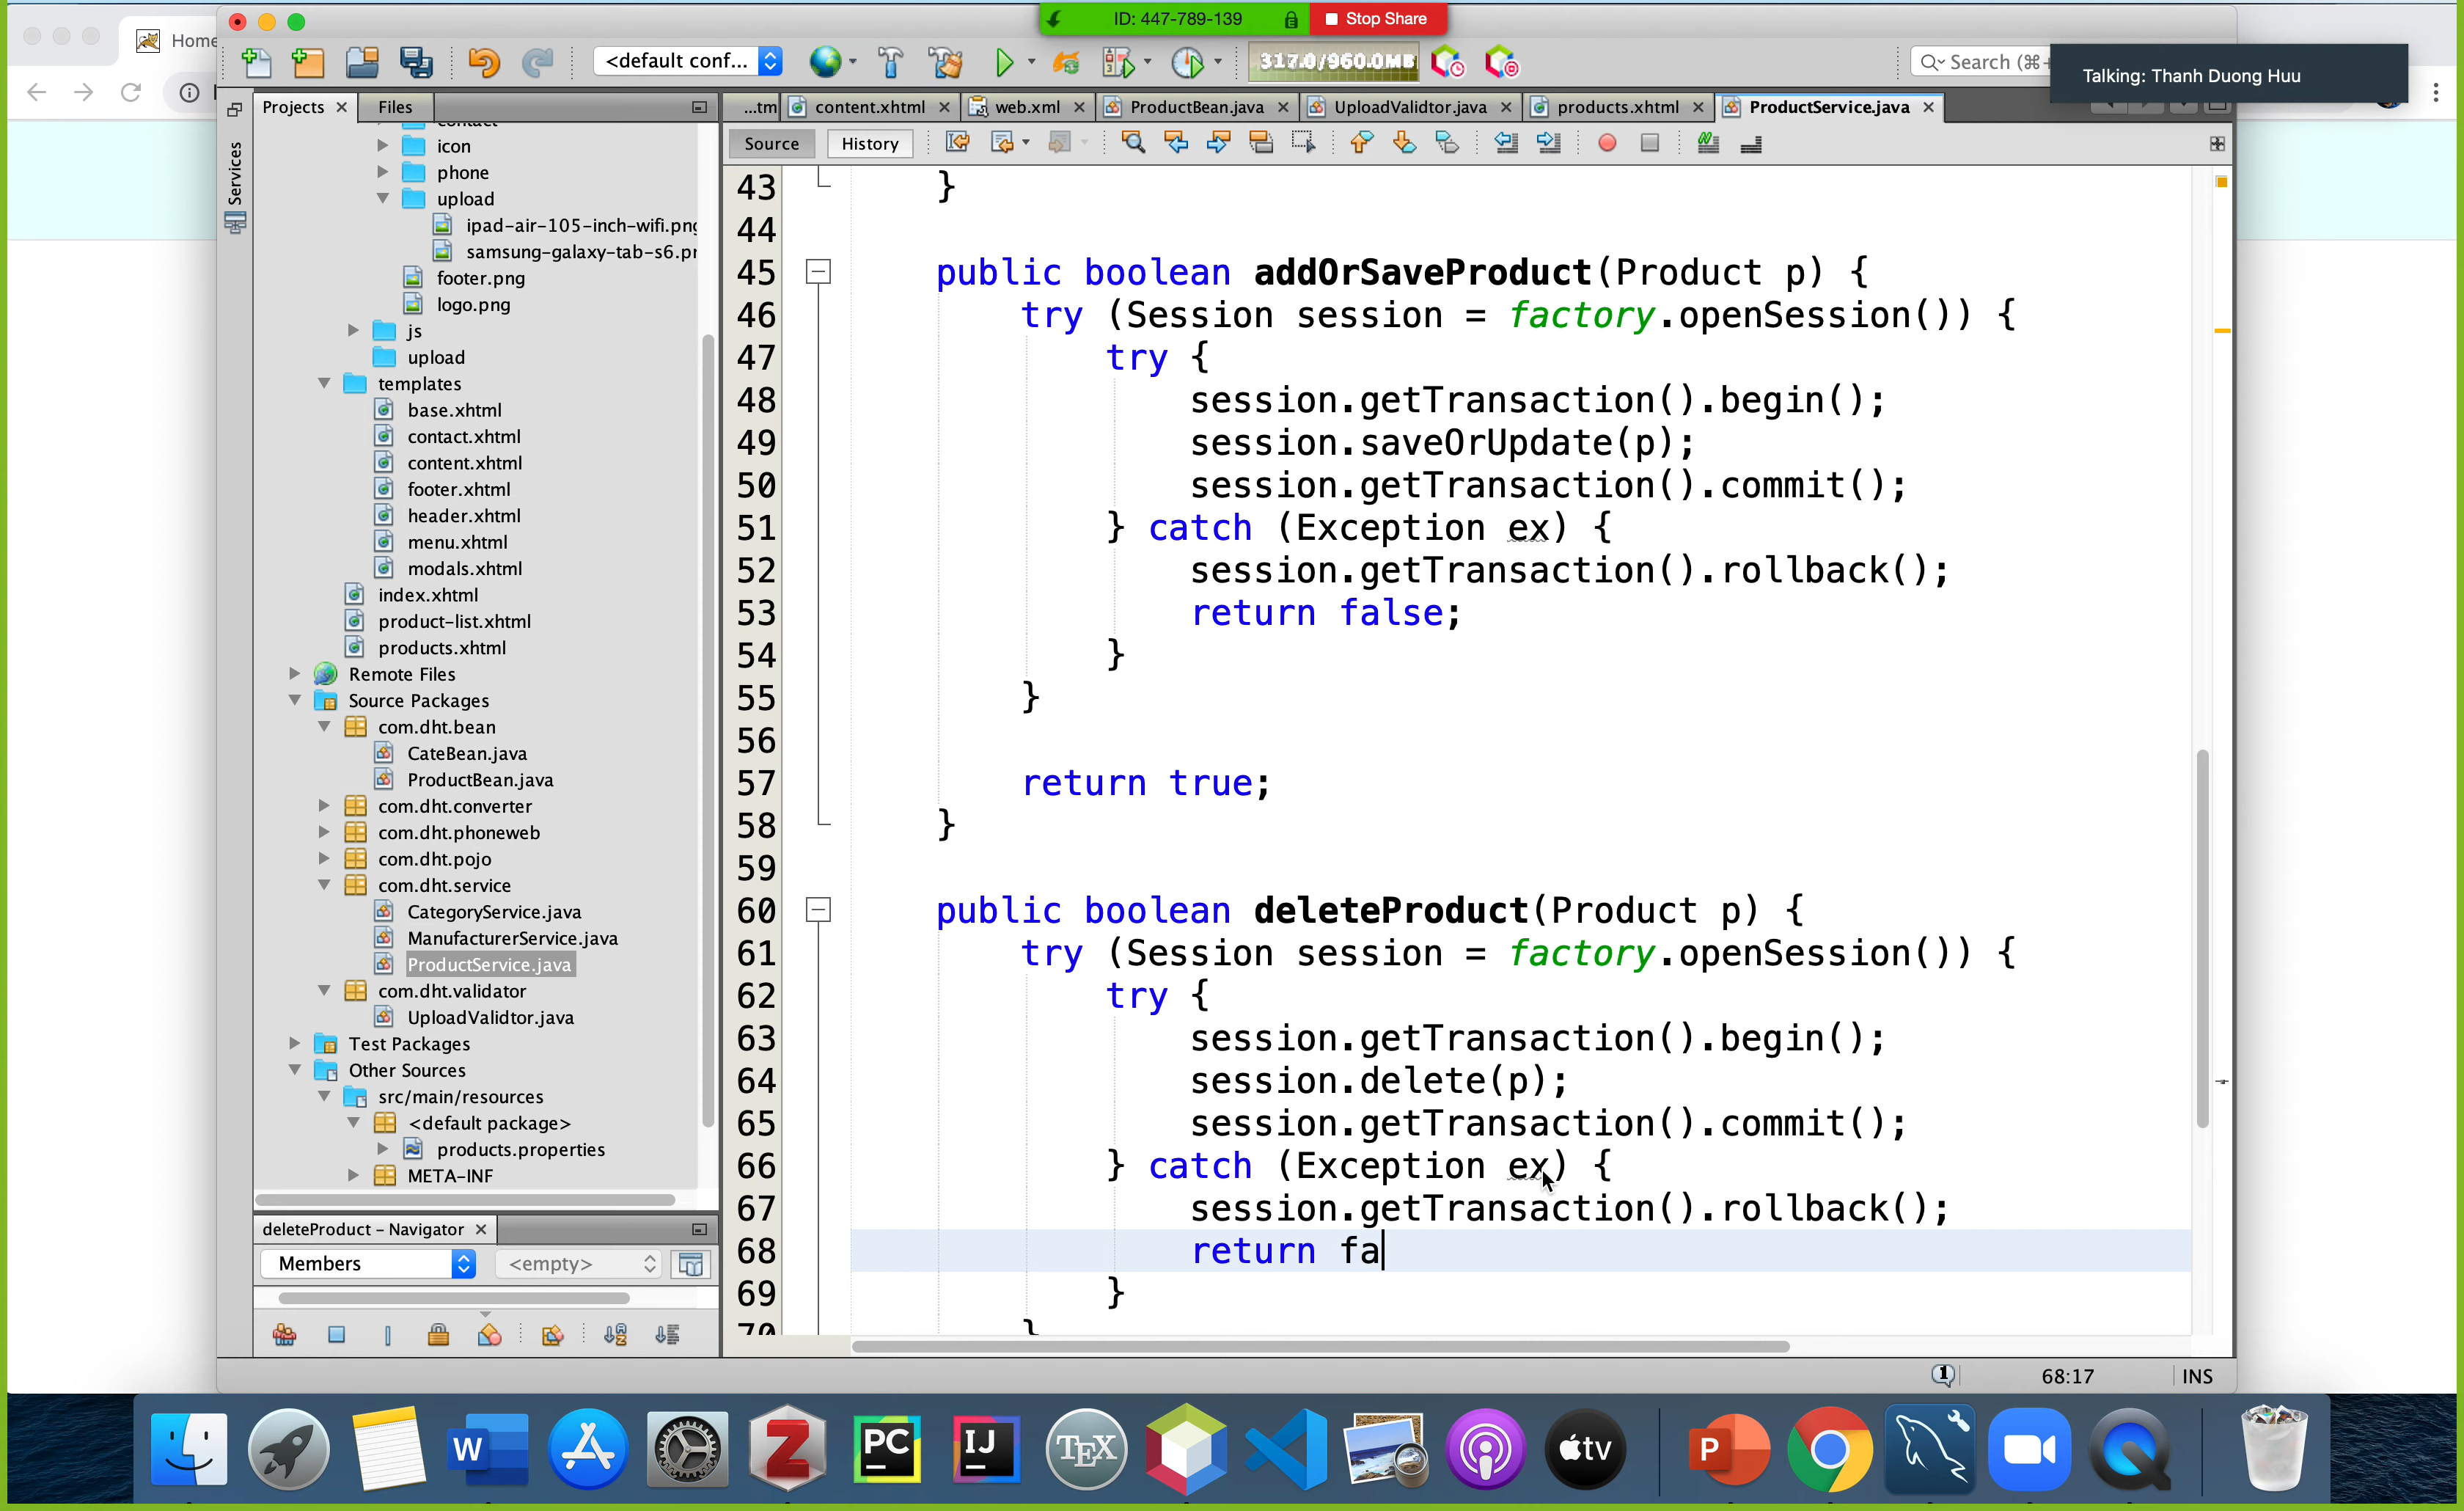 ID: 447-789-139
Stop Share
Home
<default conf...
317.0/960.0MB
Search (⌘+
Talking: Thanh Duong Huu
Projects
Files
...tm
content.xhtml
web.xml
ProductBean.java
UploadValidtor.java
products.xhtml
ProductService.java
Source
History
Services
contact
icon
phone
upload
ipad-air-105-inch-wifi.png
samsung-galaxy-tab-s6.pr
footer.png
logo.png
js
upload
templates
base.xhtml
contact.xhtml
content.xhtml
footer.xhtml
header.xhtml
menu.xhtml
modals.xhtml
index.xhtml
product-list.xhtml
products.xhtml
Remote Files
Source Packages
com.dht.bean
CateBean.java
ProductBean.java
com.dht.converter
com.dht.phoneweb
com.dht.pojo
com.dht.service
CategoryService.java
ManufacturerService.java
ProductService.java
com.dht.validator
UploadValidtor.java
Test Packages
Other Sources
src/main/resources
<default package>
products.properties
META-INF
deleteProduct – Navigator
Members
<empty>
43 }
44
45 public boolean addOrSaveProduct(Product p) {
46 try (Session session = factory.openSession()) {
47 try {
48 session.getTransaction().begin();
49 session.saveOrUpdate(p);
50 session.getTransaction().commit();
51 } catch (Exception ex) {
52 session.getTransaction().rollback();
53 return false;
54 }
55 }
56
57 return true;
58 }
59
60 public boolean deleteProduct(Product p) {
61 try (Session session = factory.openSession()) {
62 try {
63 session.getTransaction().begin();
64 session.delete(p);
65 session.getTransaction().commit();
66 } catch (Exception ex) {
67 session.getTransaction().rollback();
68 return fa
69 }
70 }
1
68:17
INS
W
Z
PC
IJ
TEX
tv
P